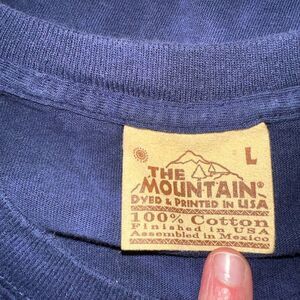 L
THE
MOUNTAIN®
DYED & PRINTED IN USA
100% Cotton
Finished in USA
Assembled in Mexico